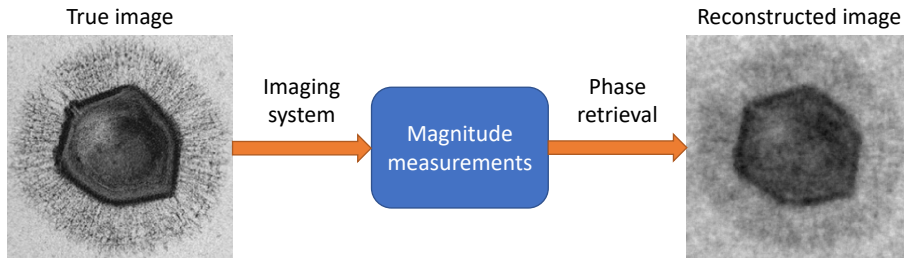 True image
Imaging
system
Magnitude
measurements
Phase
retrieval
Reconstructed image